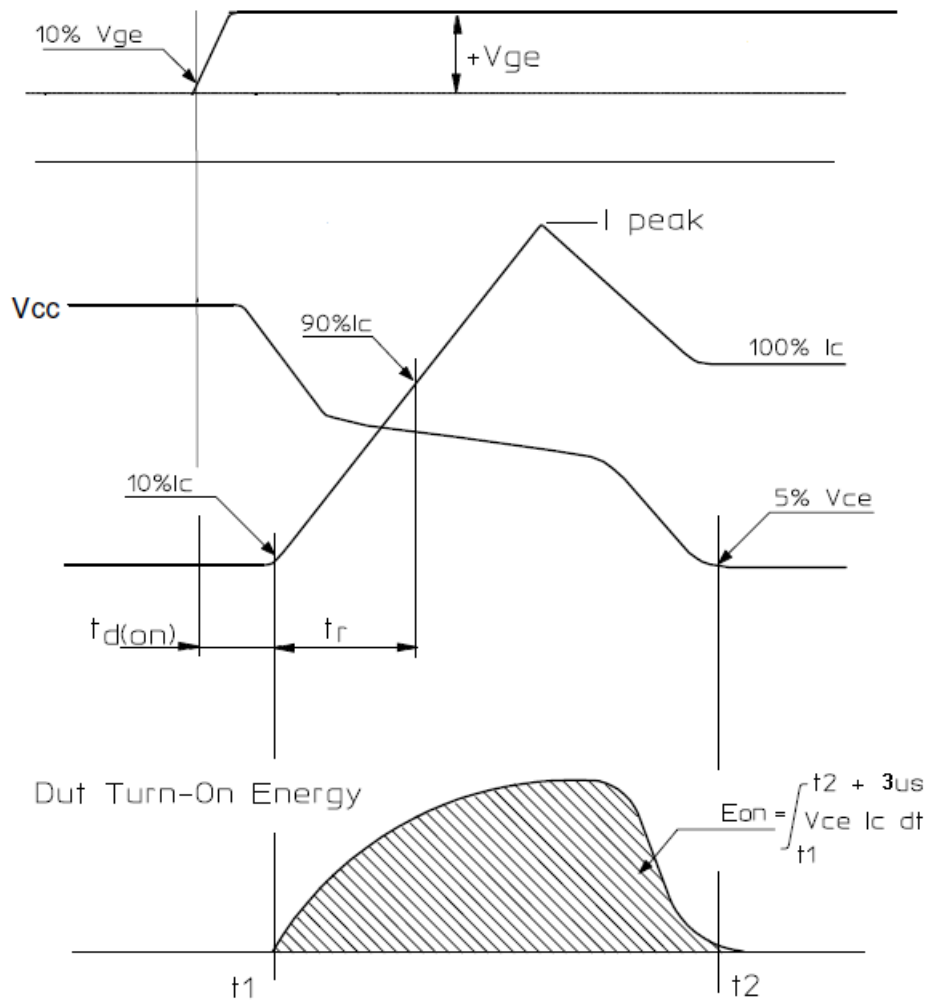 10% Vge
+Vge
I peak
Vcc
90%Ic
100% Ic
10%Ic
5% Vce
td(on)
tr
Dut Turn-On Energy
t2 + 3us
Eon = ∫ Vce Ic dt
t1
t1
t2